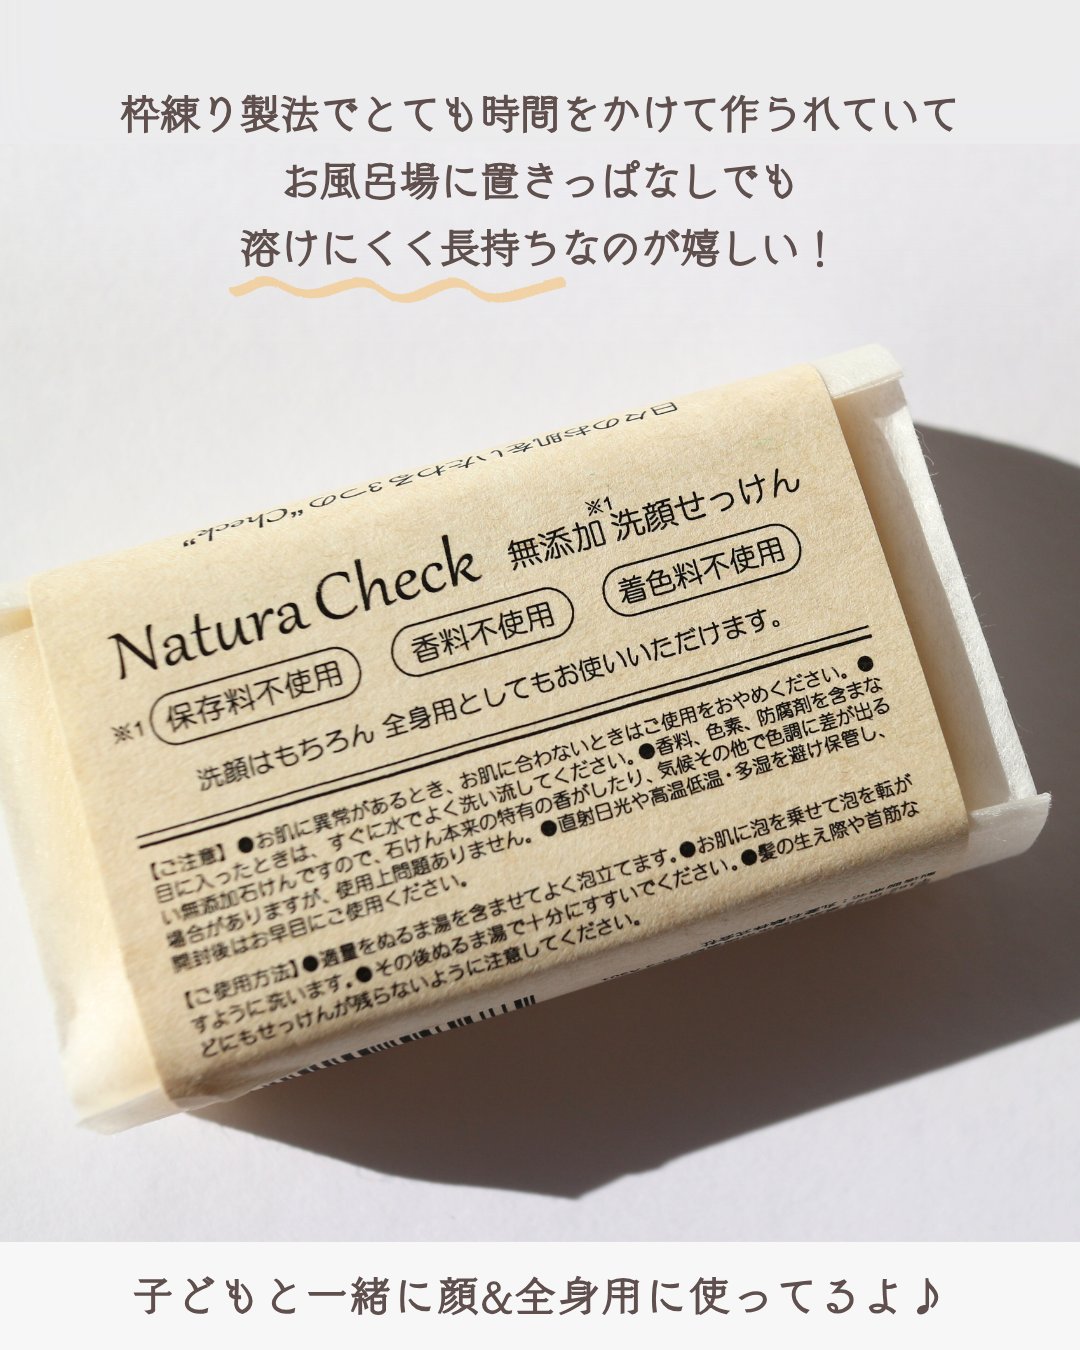 枠練り製法でとても時間をかけて作られていて
お風呂場に置きっぱなしでも
溶けにくく長持ちなのが嬉しい！
日々のお肌をいたわる3つの“Check”
Natura Check 無添加※1洗顔せっけん
※1 保存料不使用 香料不使用 着色料不使用
洗顔はもちろん 全身用としてもお使いいただけます。
【ご注意】●お肌に異常があるとき、お肌に合わないときはご使用をおやめください。●
目に入ったときは、すぐに水でよく洗い流してください。●香料、色素、防腐剤を含まな
い無添加石けんですので、石けん本来の特有の香がしたり、気候その他で色調に差が出る
場合がありますが、使用上問題ありません。●直射日光や高温低温・多湿を避け保管し、
開封後はお早目にご使用ください。
【ご使用方法】●適量をぬるま湯を含ませてよく泡立てます。●お肌に泡を乗せて泡を転が
すように洗います。●その後ぬるま湯で十分にすすいでください。●髪の生え際や首筋な
どにもせっけんが残らないように注意してください。
子どもと一緒に顔&全身用に使ってるよ♪